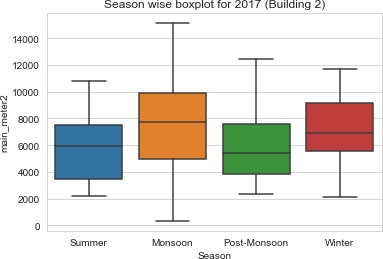 Season wise boxplot for 2017 (Building 2)
14000
12000
10000
8000
6000
4000
2000
0
main_meter2
Summer Monsoon Post-Monsoon Winter
Season